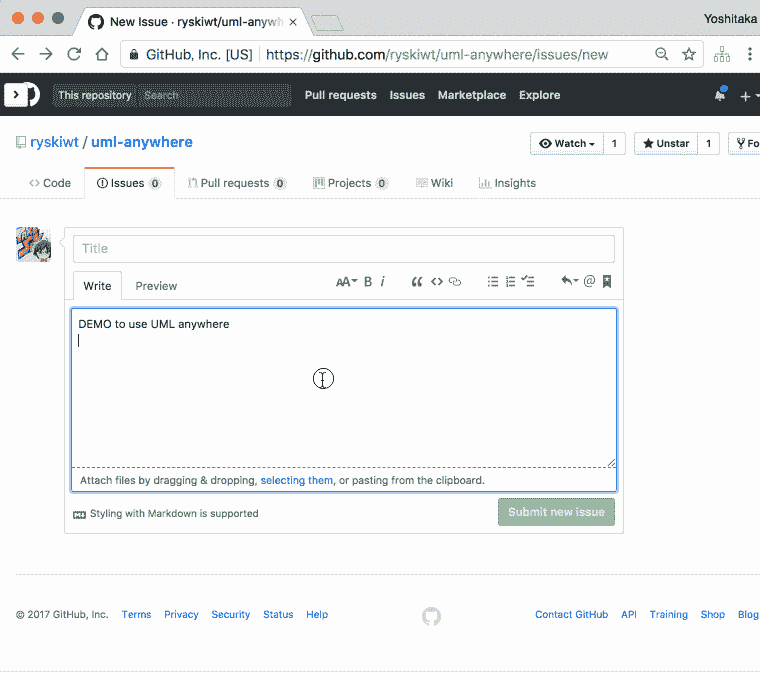 New Issue · ryskiwt/uml-anywh
Yoshitaka
GitHub, Inc. [US]
https://github.com/ryskiwt/uml-anywhere/issues/new
This repository
Search
Pull requests
Issues
Marketplace
Explore
ryskiwt / uml-anywhere
Watch
1
Unstar
1
Fo
Code
Issues 0
Pull requests 0
Projects 0
Wiki
Insights
Title
Write
Preview
AA B i
DEMO to use UML anywhere
Attach files by dragging & dropping, selecting them, or pasting from the clipboard.
Styling with Markdown is supported
Submit new issue
© 2017 GitHub, Inc.
Terms
Privacy
Security
Status
Help
Contact GitHub
API
Training
Shop
Blog